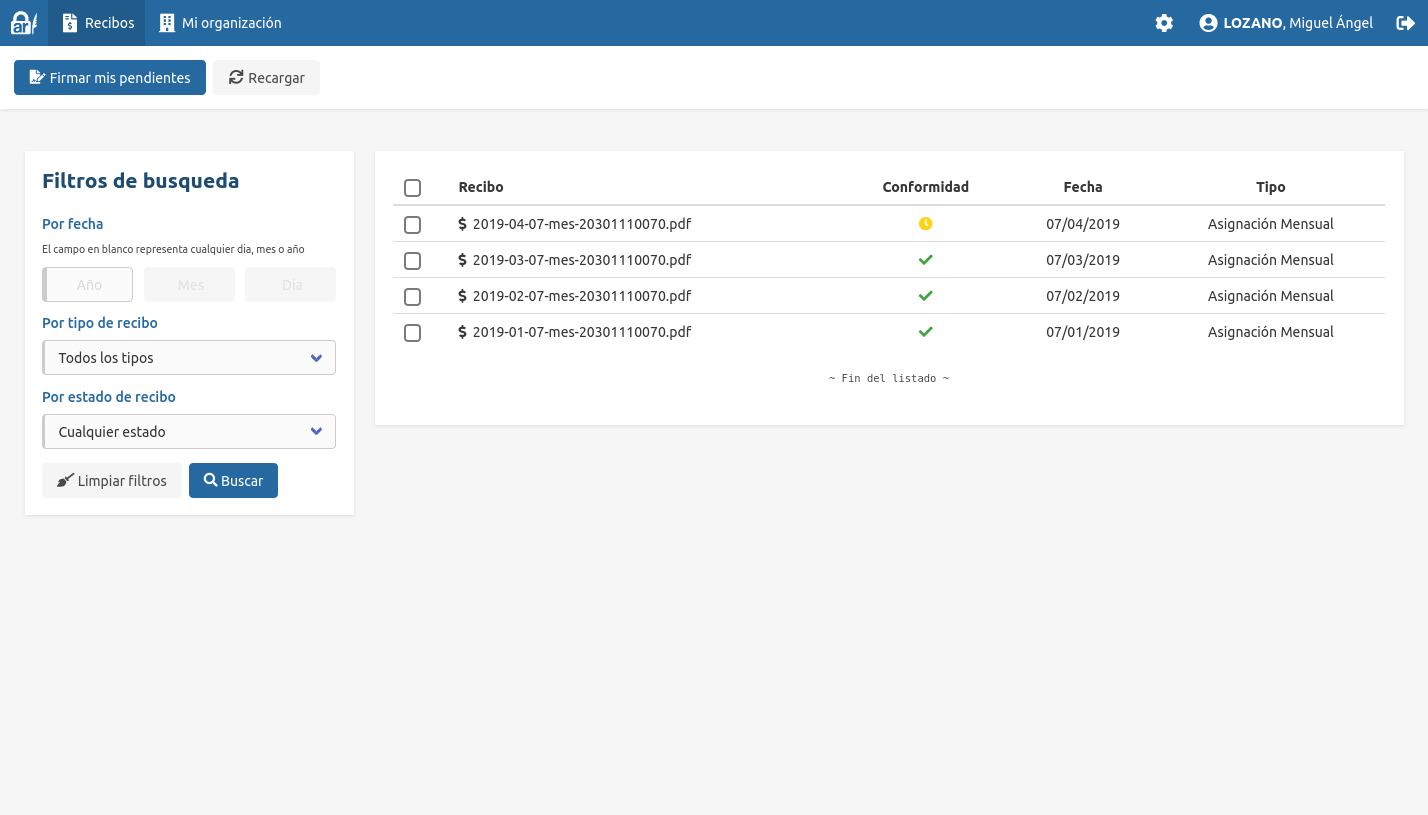 ar
Recibos
Mi organización
LOZANO, Miguel Ángel
Firmar mis pendientes
Recargar
Filtros de busqueda
Por fecha
El campo en blanco representa cualquier dia, mes o año
Año Mes Día
Por tipo de recibo
Todos los tipos
Por estado de recibo
Cualquier estado
Limpiar filtros
Buscar
Recibo Conformidad Fecha Tipo
$ 2019-04-07-mes-20301110070.pdf 07/04/2019 Asignación Mensual
$ 2019-03-07-mes-20301110070.pdf 07/03/2019 Asignación Mensual
$ 2019-02-07-mes-20301110070.pdf 07/02/2019 Asignación Mensual
$ 2019-01-07-mes-20301110070.pdf 07/01/2019 Asignación Mensual
~ Fin del listado ~